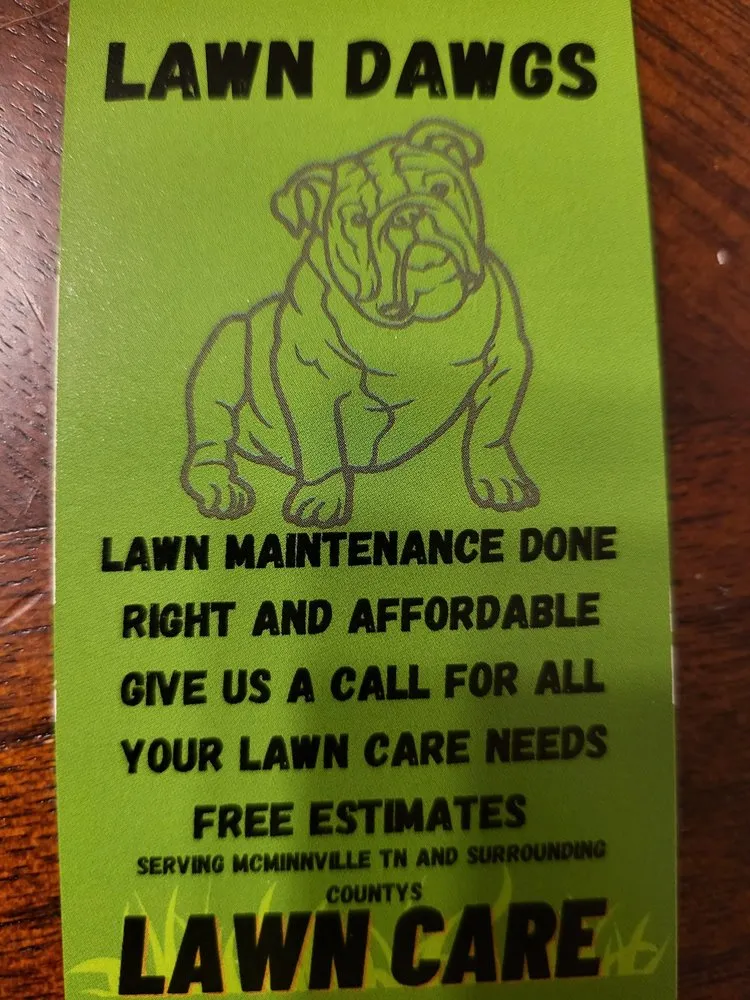 LAWN DAWGS
LAWN MAINTENANCE DONE
RIGHT AND AFFORDABLE
GIVE US A CALL FOR ALL
YOUR LAWN CARE NEEDS
FREE ESTIMATES
SERVING MCMINNVILLE TN AND SURROUNDING
COUNTYS
LAWN CARE